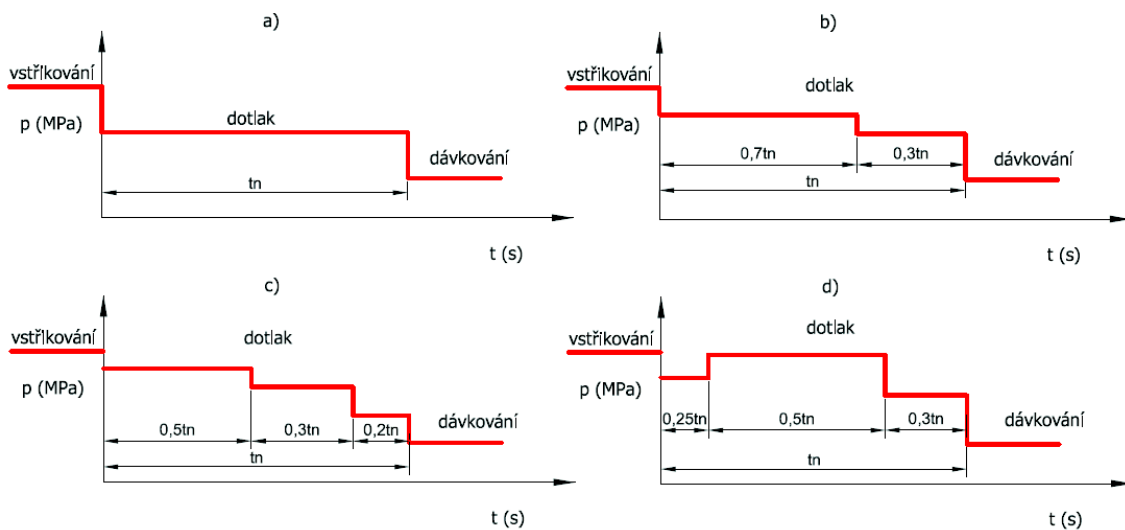 a)
vstřikování
p (MPa)
dotlak
dávkování
tn
t (s)
b)
vstřikování
p (MPa)
dotlak
0,7tn
0,3tn
dávkování
tn
t (s)
c)
vstřikování
p (MPa)
dotlak
dávkování
0,5tn
0,3tn
0,2tn
tn
t (s)
d)
vstřikování
p (MPa)
dotlak
0,25tn
0,5tn
0,3tn
dávkování
tn
t (s)